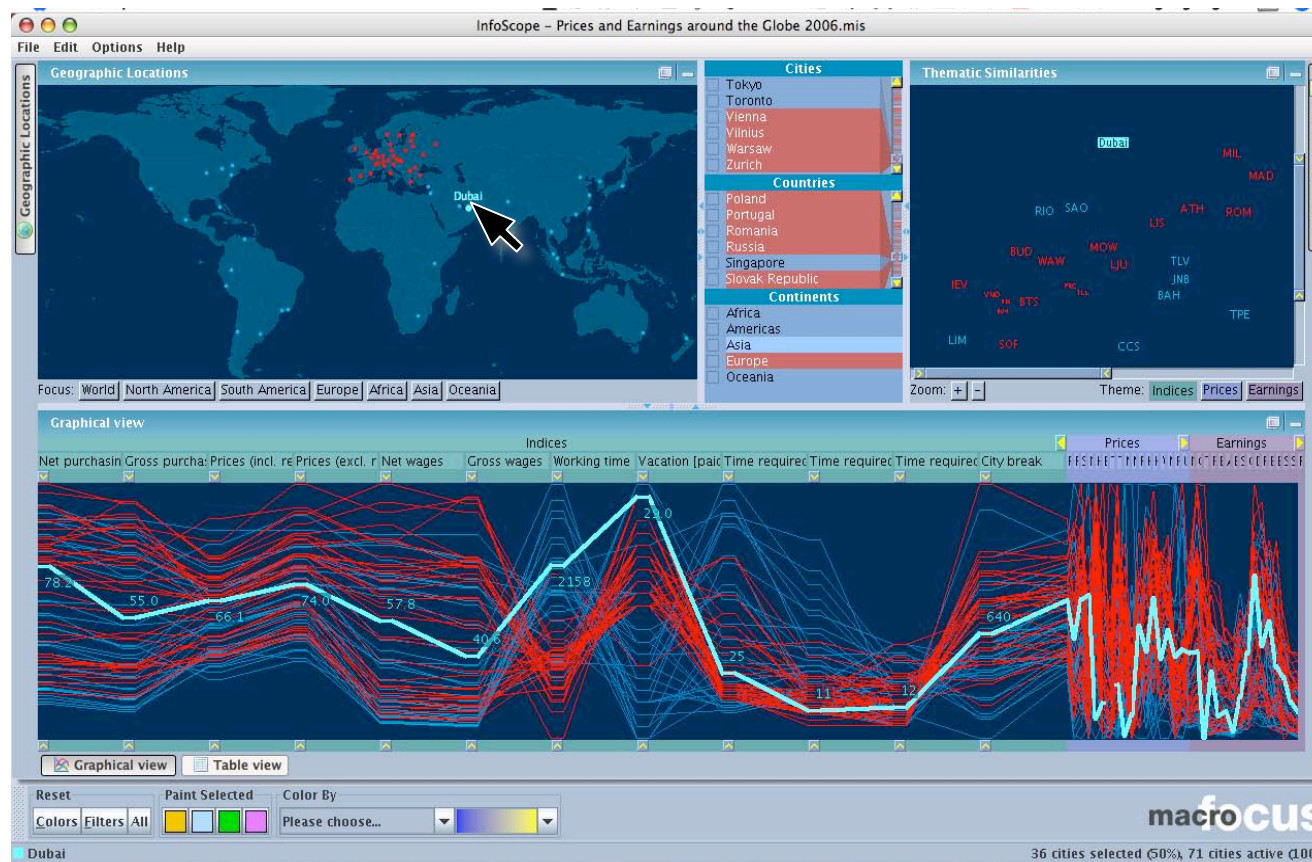 InfoScope – Prices and Earnings around the Globe 2006.mis
File Edit Options Help
Geographic Locations
Geographic Locations
Dubai
Focus: World North America South America Europe Africa Asia Oceania
Cities
Tokyo
Toronto
Vienna
Vilnius
Warsaw
Zurich
Countries
Poland
Portugal
Romania
Russia
Singapore
Slovak Republic
Continents
Africa
Americas
Asia
Europe
Oceania
Thematic Similarities
Dubai
MIL
MAD
RIO SAO ATH ROM
LIS
BUD MOW
WAW LJU TLV
JNB
IEV BTS BAH
TPE
LIM SOF CCS
Zoom: + - Theme: Indices Prices Earnings
Graphical view
Indices Prices Earnings
Net purchasin Gross purcha: Prices (incl. re Prices (excl. r Net wages Gross wages Working time Vacation [paid Time required Time required Time required City break
78.2 55.0 66.1 74.0 57.8 40.6 2158 29.0 25 11 12 640
Graphical view Table view
Reset Paint Selected Color By
Colors Filters All Please choose...
macrofocus
Dubai 36 cities selected (50%), 71 cities active (100